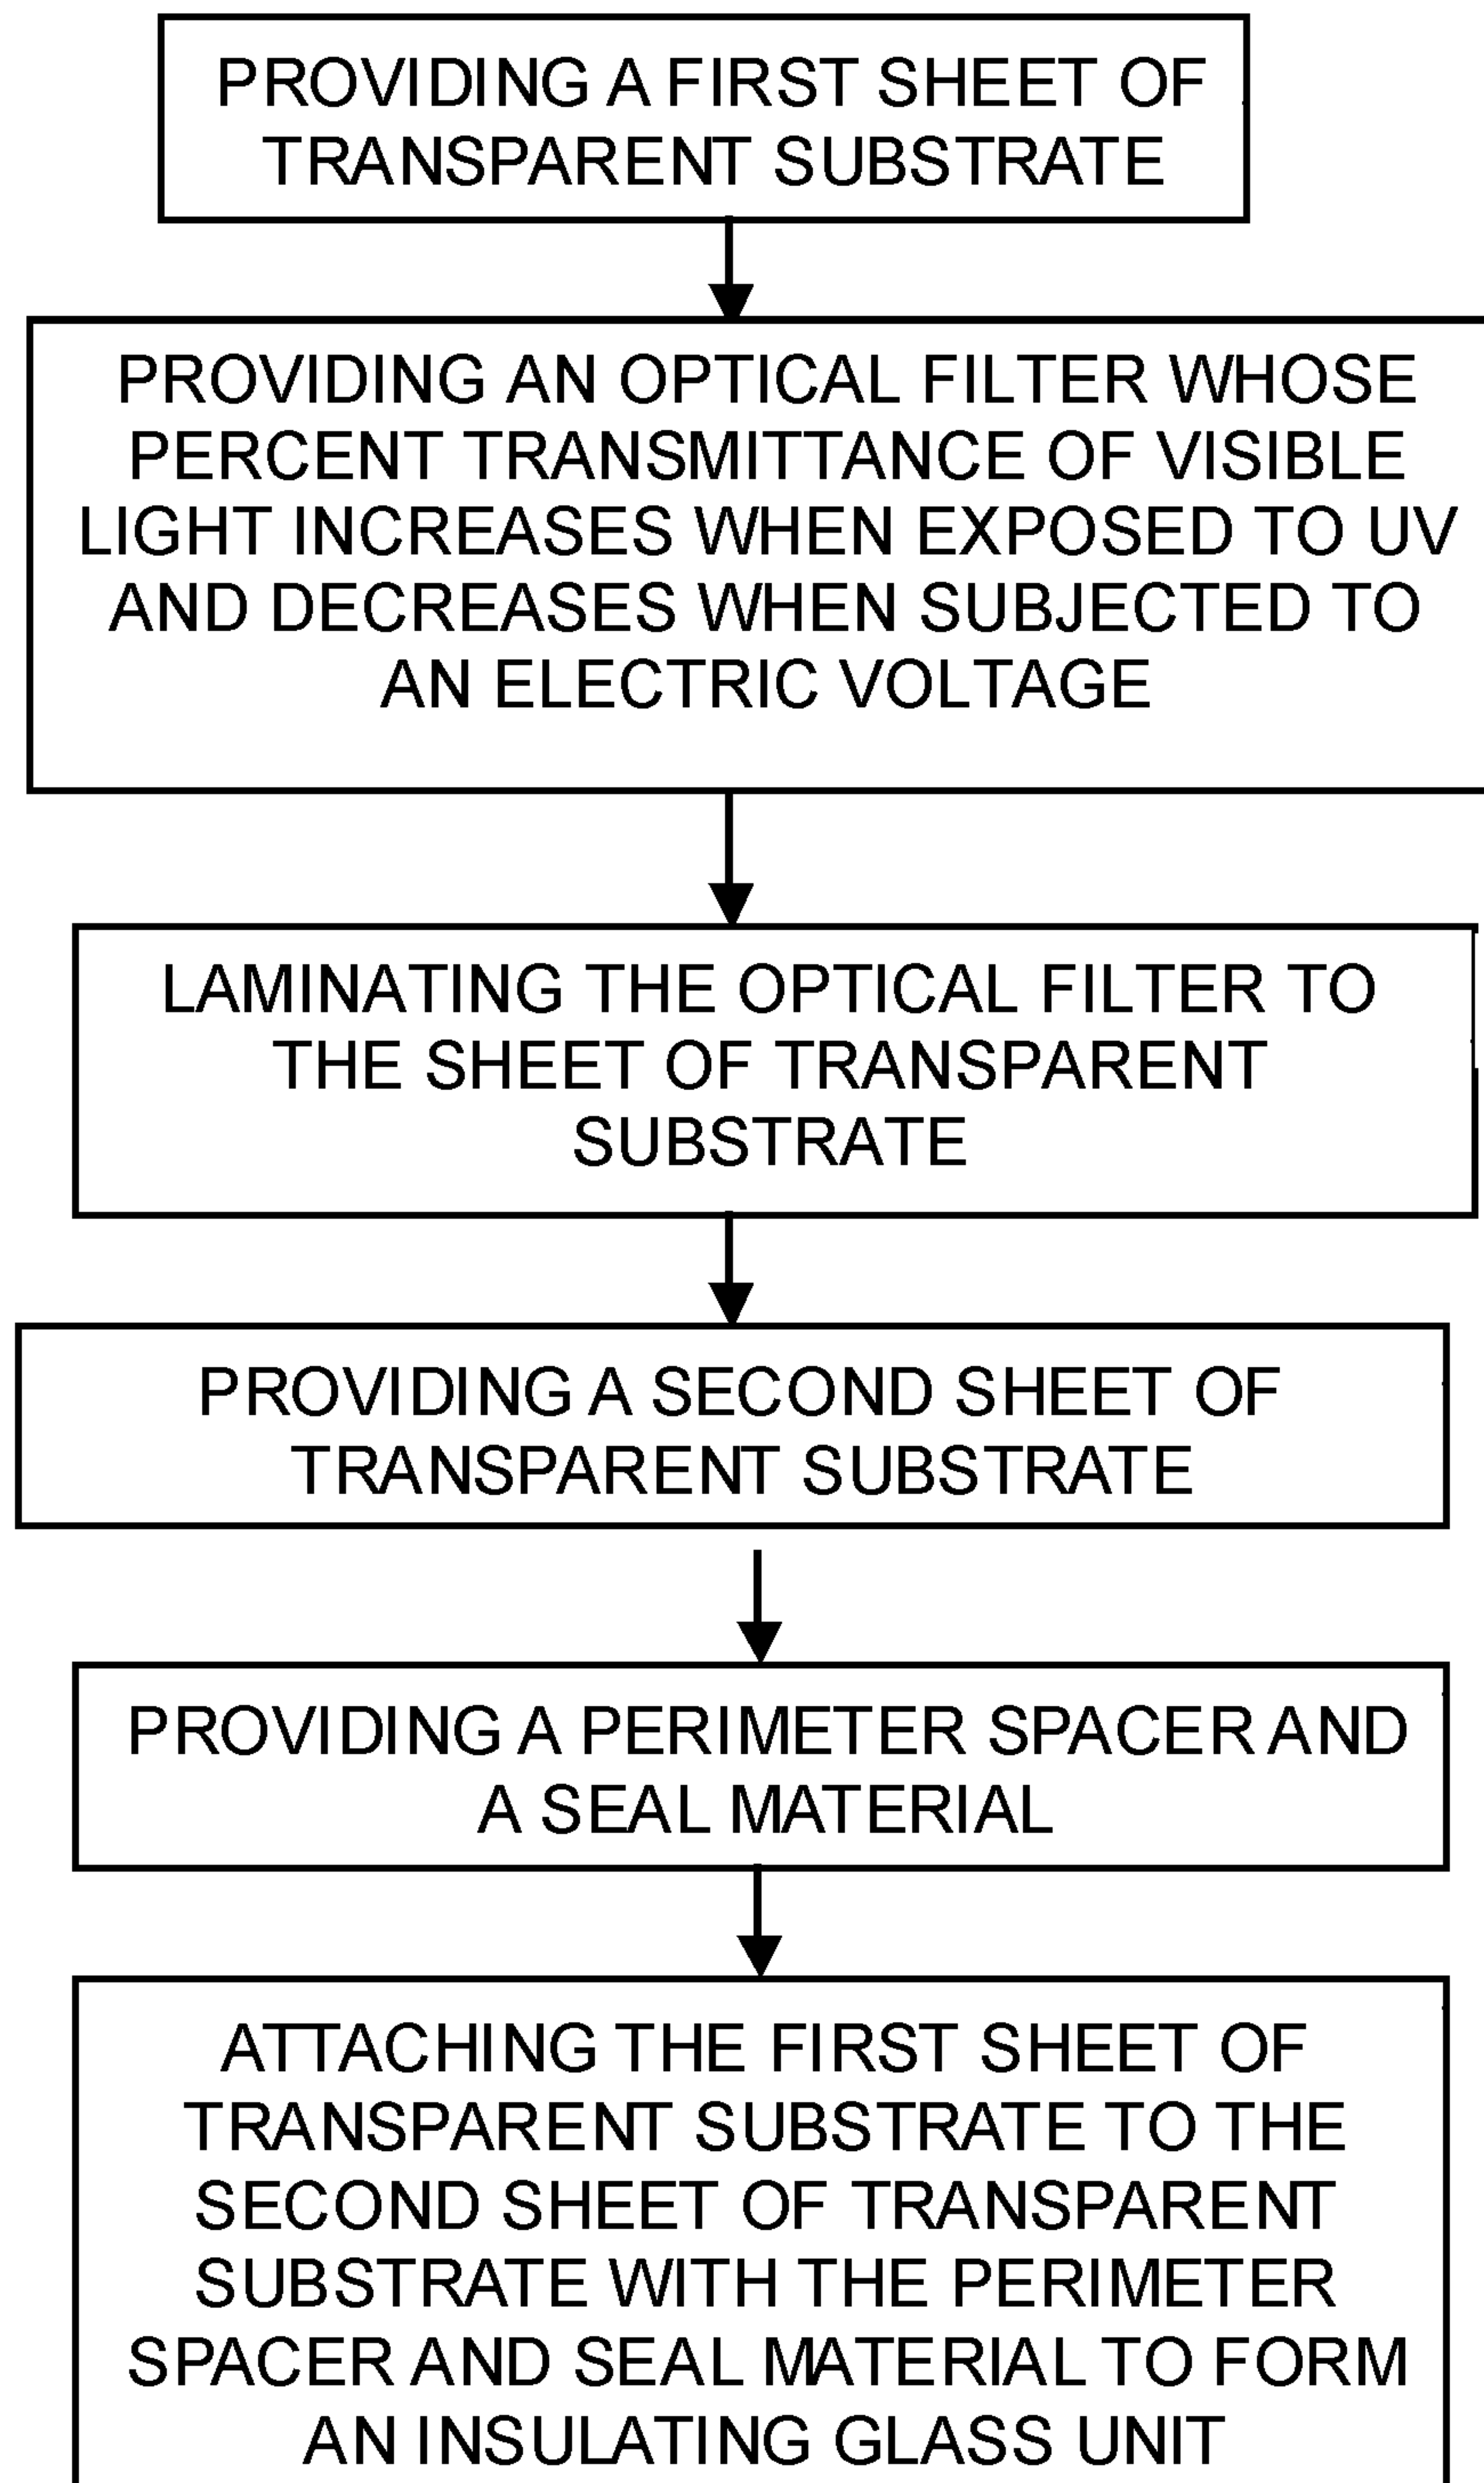 PROVIDING A FIRST SHEET OF
TRANSPARENT SUBSTRATE
PROVIDING AN OPTICAL FILTER WHOSE
PERCENT TRANSMITTANCE OF VISIBLE
LIGHT INCREASES WHEN EXPOSED TO UV
AND DECREASES WHEN SUBJECTED TO
AN ELECTRIC VOLTAGE
LAMINATING THE OPTICAL FILTER TO
THE SHEET OF TRANSPARENT
SUBSTRATE
PROVIDING A SECOND SHEET OF
TRANSPARENT SUBSTRATE
PROVIDING A PERIMETER SPACER AND
A SEAL MATERIAL
ATTACHING THE FIRST SHEET OF
TRANSPARENT SUBSTRATE TO THE
SECOND SHEET OF TRANSPARENT
SUBSTRATE WITH THE PERIMETER
SPACER AND SEAL MATERIAL TO FORM
AN INSULATING GLASS UNIT